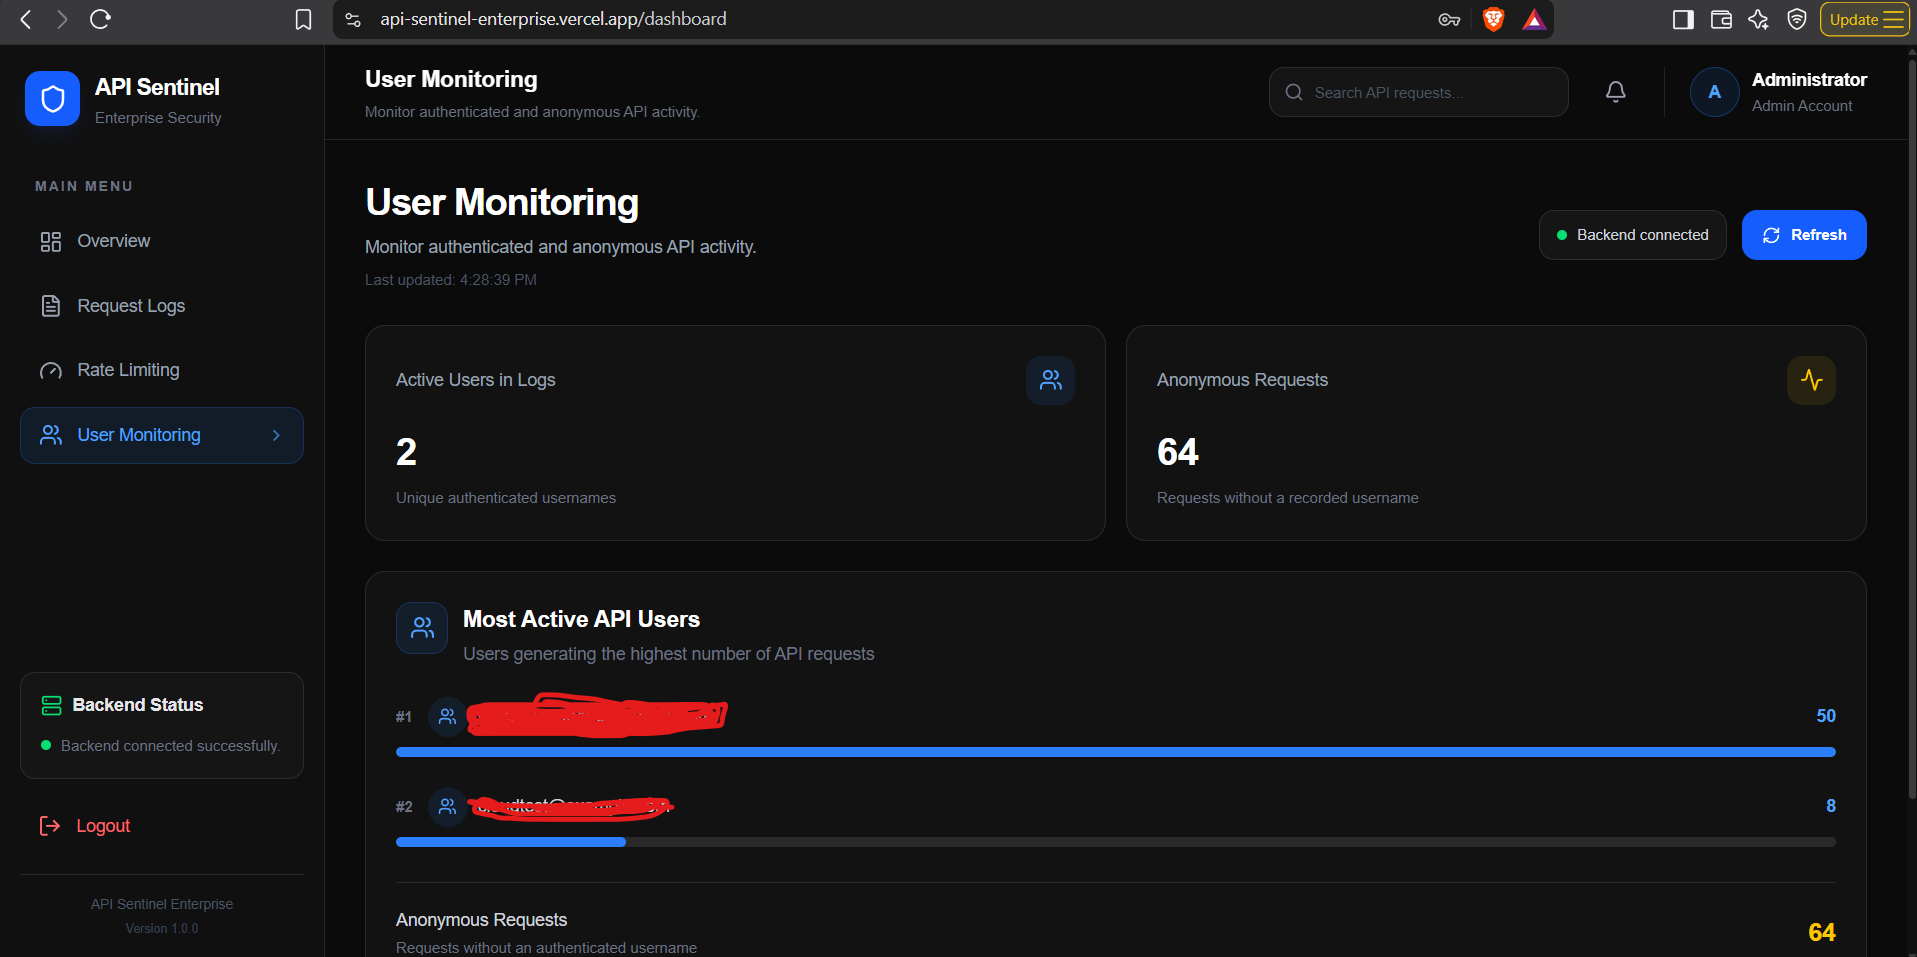 api-sentinel-enterprise.vercel.app/dashboard
Update
API Sentinel
Enterprise Security
MAIN MENU
Overview
Request Logs
Rate Limiting
User Monitoring
Backend Status
Backend connected successfully.
Logout
API Sentinel Enterprise
Version 1.0.0
User Monitoring
Monitor authenticated and anonymous API activity.
Search API requests...
A
Administrator
Admin Account
User Monitoring
Monitor authenticated and anonymous API activity.
Last updated: 4:28:39 PM
Backend connected
Refresh
Active Users in Logs
2
Unique authenticated usernames
Anonymous Requests
64
Requests without a recorded username
Most Active API Users
Users generating the highest number of API requests
#1
50
#2
8
Anonymous Requests
Requests without an authenticated username
64